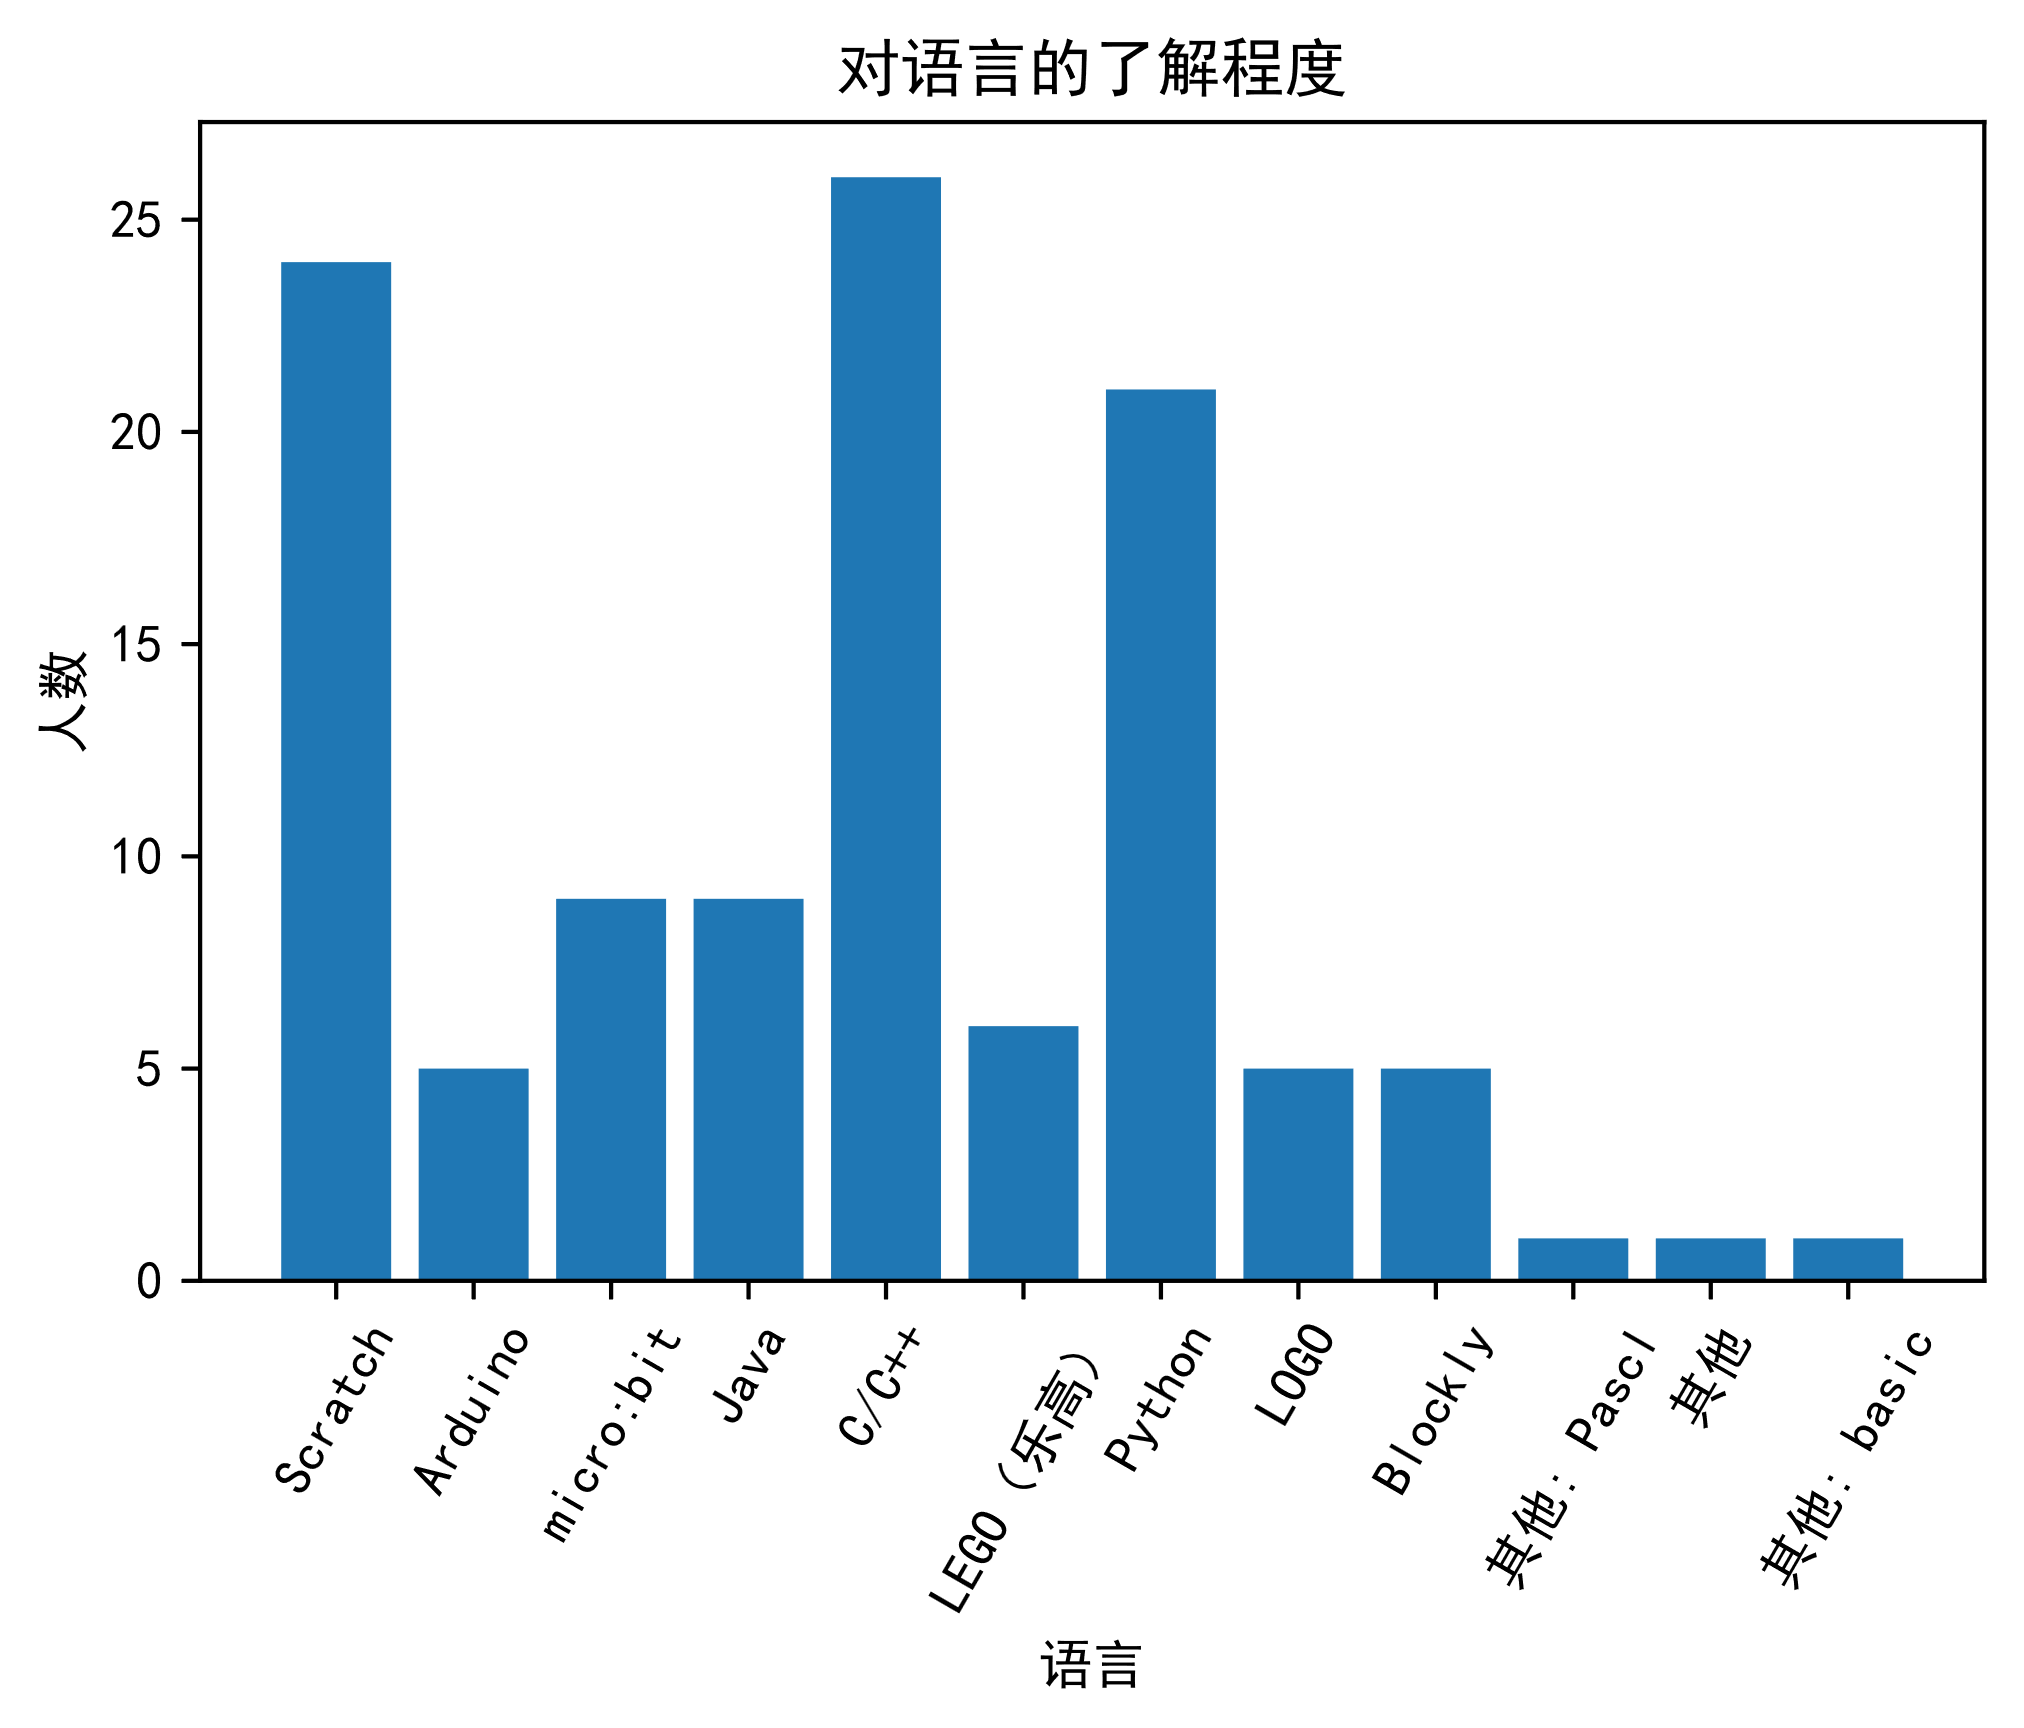 对语言的了解程度
人数
25
20
15
10
5
0
Scratch
Arduino
micro:bit
Java
C/C++
LEGO（乐高）
Python
LOGO
Blockly
其他: Pascl
其他
其他: basic
语言